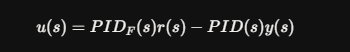 u(s) = PID_F(s)r(s) − PID(s)y(s)